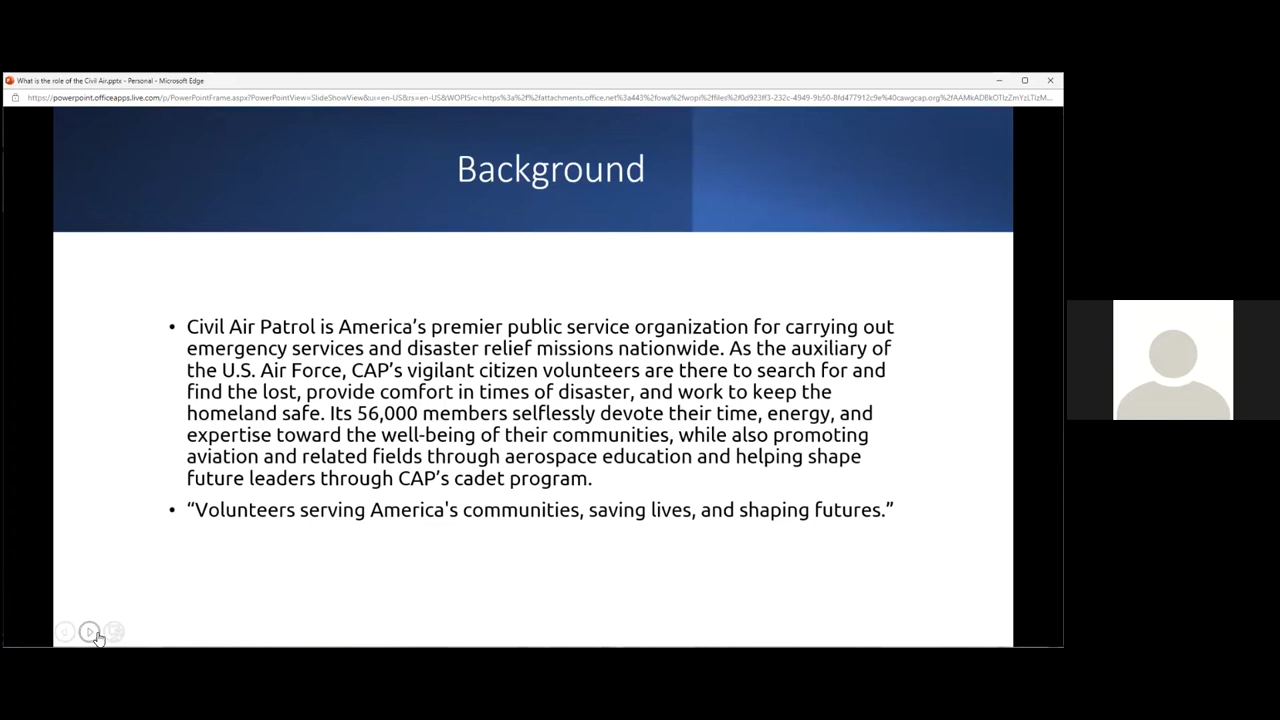 What is the role of the Civil Air.pptx - Personal - Microsoft Edge
Background
• Civil Air Patrol is America’s premier public service organization for carrying out
emergency services and disaster relief missions nationwide. As the auxiliary of
the U.S. Air Force, CAP’s vigilant citizen volunteers are there to search for and
find the lost, provide comfort in times of disaster, and work to keep the
homeland safe. Its 56,000 members selflessly devote their time, energy, and
expertise toward the well-being of their communities, while also promoting
aviation and related fields through aerospace education and helping shape
future leaders through CAP’s cadet program.
• “Volunteers serving America's communities, saving lives, and shaping futures.”